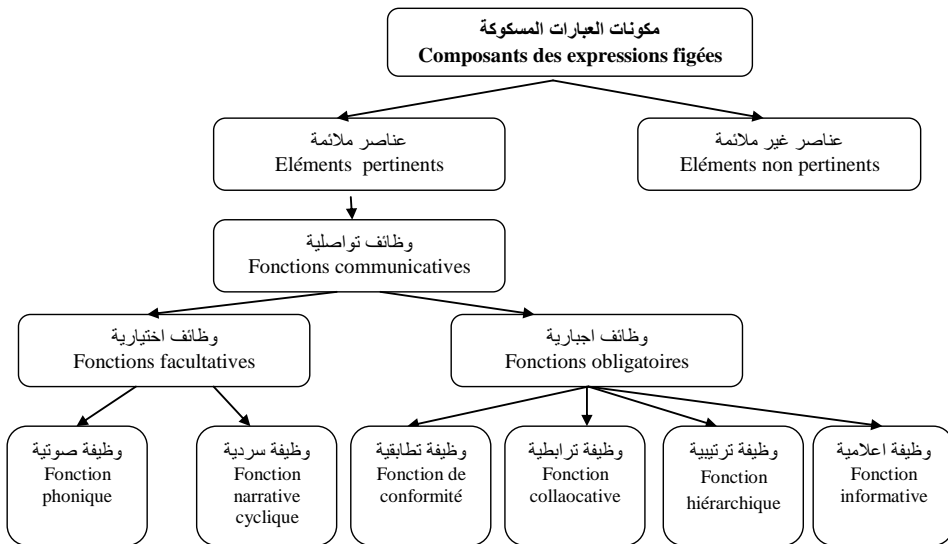 مكونات العبارات المسكوكة
Composants des expressions figées
عناصر ملائمة
Eléments pertinents
عناصر غير ملائمة
Eléments non pertinents
وظائف تواصلية
Fonctions communicatives
وظائف اختيارية
Fonctions facultatives
وظائف اجبارية
Fonctions obligatoires
وظيفة صوتية
Fonction
phonique
وظيفة سردية
Fonction
narrative
cyclique
وظيفة تطابقية
Fonction de
conformité
وظيفة ترابطية
Fonction
collaocative
وظيفة ترتيبية
Fonction
hiérarchique
وظيفة اعلامية
Fonction
informative